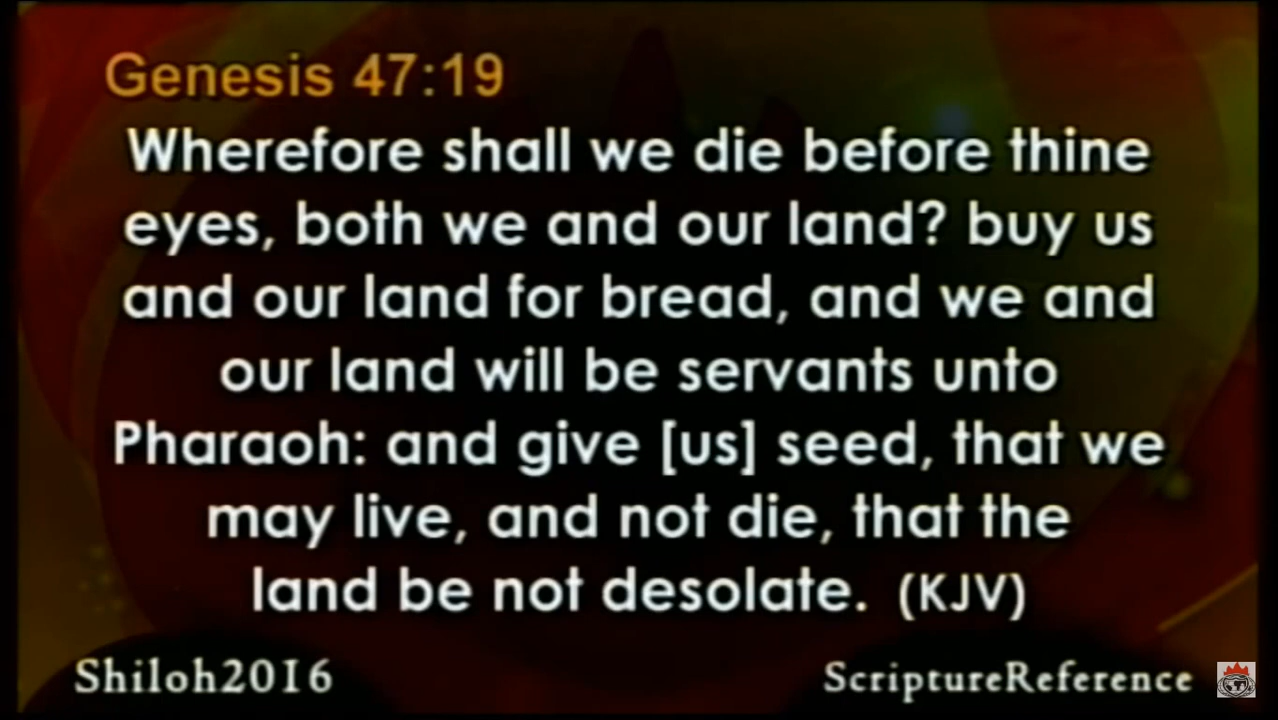 Genesis 47:19
Wherefore shall we die before thine
eyes, both we and our land? buy us
and our land for bread, and we and
our land will be servants unto
Pharaoh: and give [us] seed, that we
may live, and not die, that the
land be not desolate. (KJV)
Shiloh2016
ScriptureReference